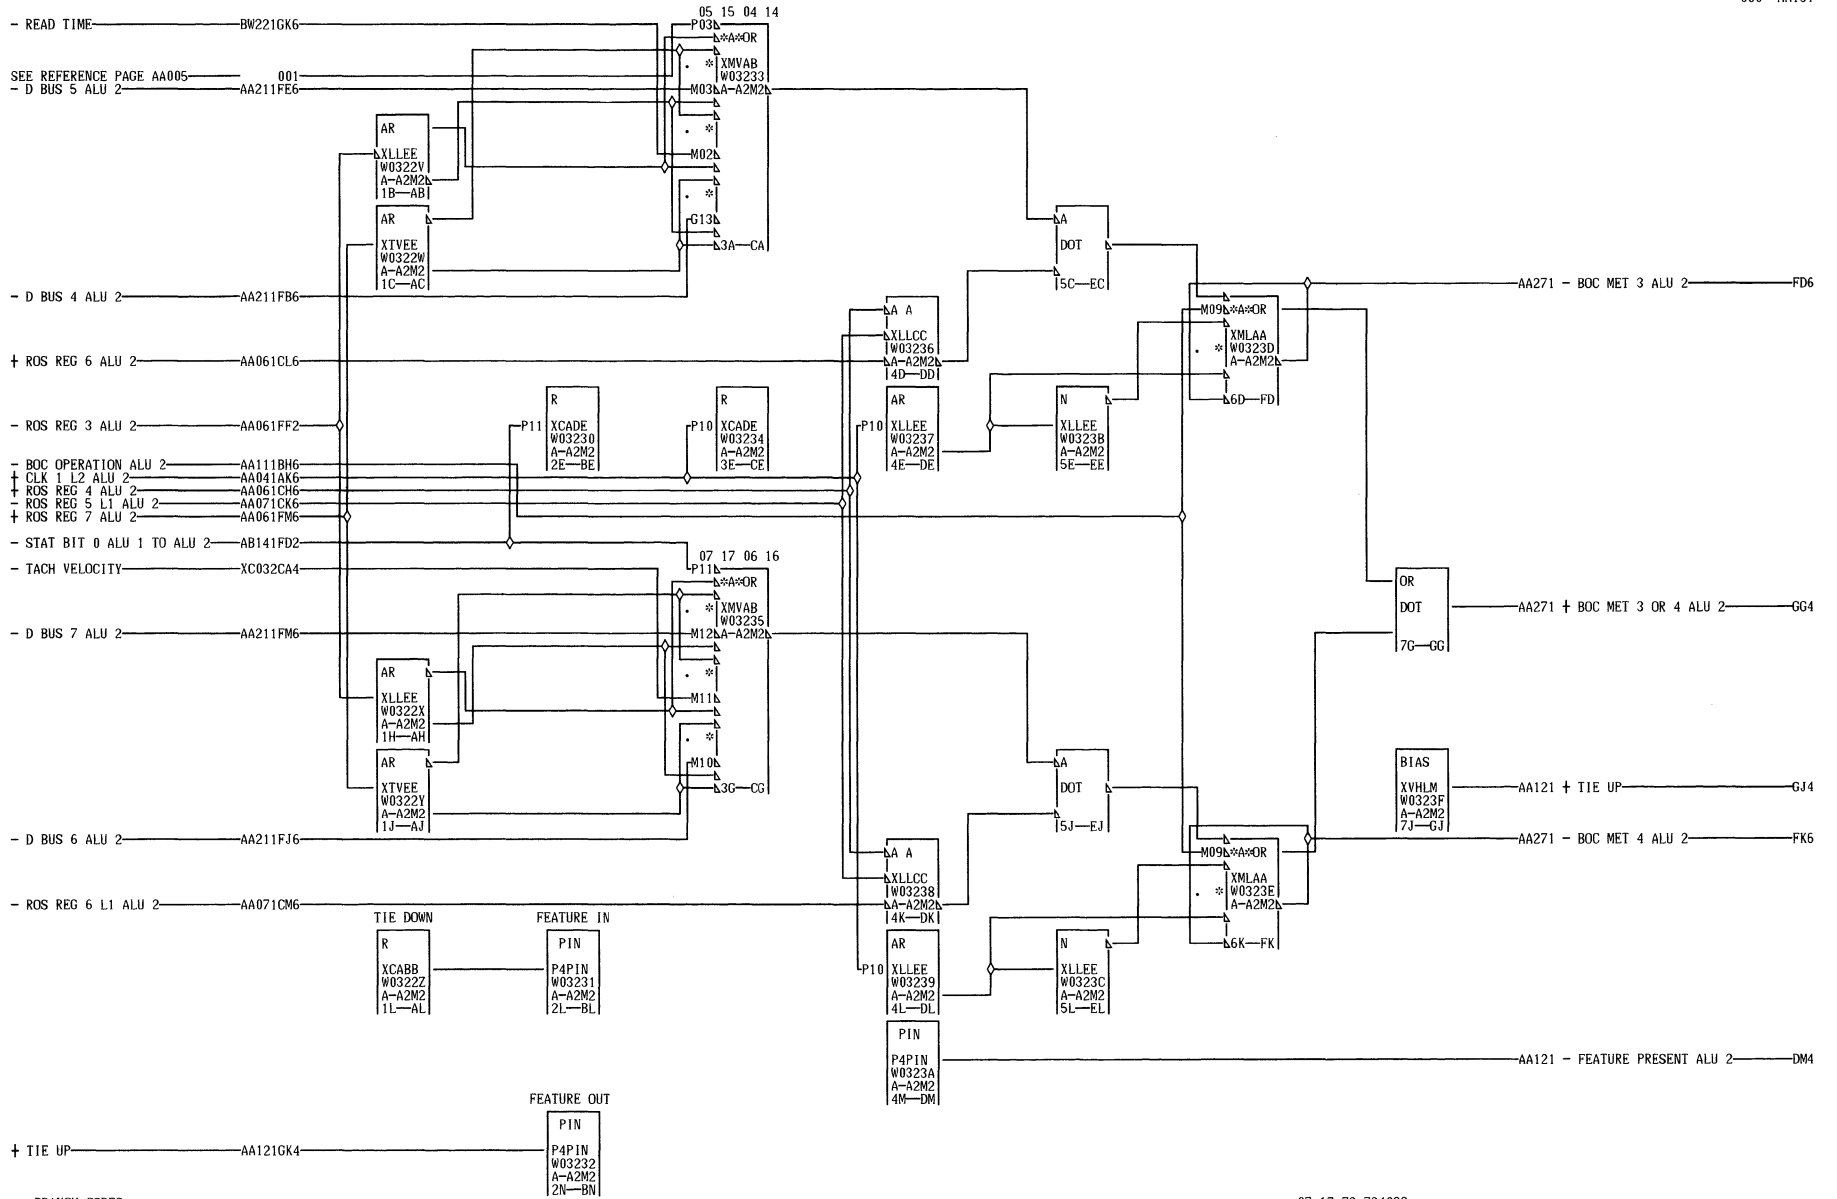 05 15 04 14
- READ TIME BW221GK6 P03
*A*OR
. * XMVAB
W03233
SEE REFERENCE PAGE AA005 001
- D BUS 5 ALU 2 AA211FE6 M03 A-A2M2
. *
M02
. *
G13
3A-CA
AR
XLLEE
W0322V
A-A2M2
1B-AB
AR
XTVEE
W0322W
A-A2M2
1C-AC
- D BUS 4 ALU 2 AA211FB6
A
DOT
5C-EC
AA271 - BOC MET 3 ALU 2 FD6
M09 *A*OR
XMLAA
. * W0323D
A-A2M2
6D-FD
A A
XLLCC
W03236
+ ROS REG 6 ALU 2 AA061CL6 A-A2M2
4D-DD
R
P11 XCADE
W03230
A-A2M2
2E-BE
R
P10 XCADE
W03234
A-A2M2
3E-CE
AR
P10 XLLEE
W03237
A-A2M2
4E-DE
N
XLLEE
W0323B
A-A2M2
5E-EE
- ROS REG 3 ALU 2 AA061FF2
- BOC OPERATION ALU 2 AA111BH6
+ CLK 1 L2 ALU 2 AA041AK6
+ ROS REG 4 ALU 2 AA061CH6
- ROS REG 5 L1 ALU 2 AA071CK6
+ ROS REG 7 ALU 2 AA061FM6
- STAT BIT 0 ALU 1 TO ALU 2 AB141FD2
07 17 06 16
- TACH VELOCITY XC032CA4 P11
*A*OR
. * XMVAB
W03235
- D BUS 7 ALU 2 AA211FM6 M12 A-A2M2
. *
M11
. *
M10
3G-CG
OR
DOT
7G-GG
AA271 + BOC MET 3 OR 4 ALU 2 GG4
AR
XLLEE
W0322X
A-A2M2
1H-AH
AR
XTVEE
W0322Y
A-A2M2
1J-AJ
A
DOT
5J-EJ
BIAS
XVHLM
W0323F
A-A2M2
7J-GJ
AA121 + TIE UP GJ4
- D BUS 6 ALU 2 AA211FJ6
AA271 - BOC MET 4 ALU 2 FK6
M09 *A*OR
XMLAA
. * W0323E
A-A2M2
6K-FK
A A
XLLCC
W03238
- ROS REG 6 L1 ALU 2 AA071CM6 A-A2M2
4K-DK
TIE DOWN
R
XCABB
W0322Z
A-A2M2
1L-AL
FEATURE IN
PIN
P4PIN
W03231
A-A2M2
2L-BL
AR
P10 XLLEE
W03239
A-A2M2
4L-DL
N
XLLEE
W0323C
A-A2M2
5L-EL
PIN
P4PIN
W0323A
A-A2M2
4M-DM
AA121 - FEATURE PRESENT ALU 2 DM4
FEATURE OUT
PIN
+ TIE UP AA121GK4 P4PIN
W03232
A-A2M2
2N-BN